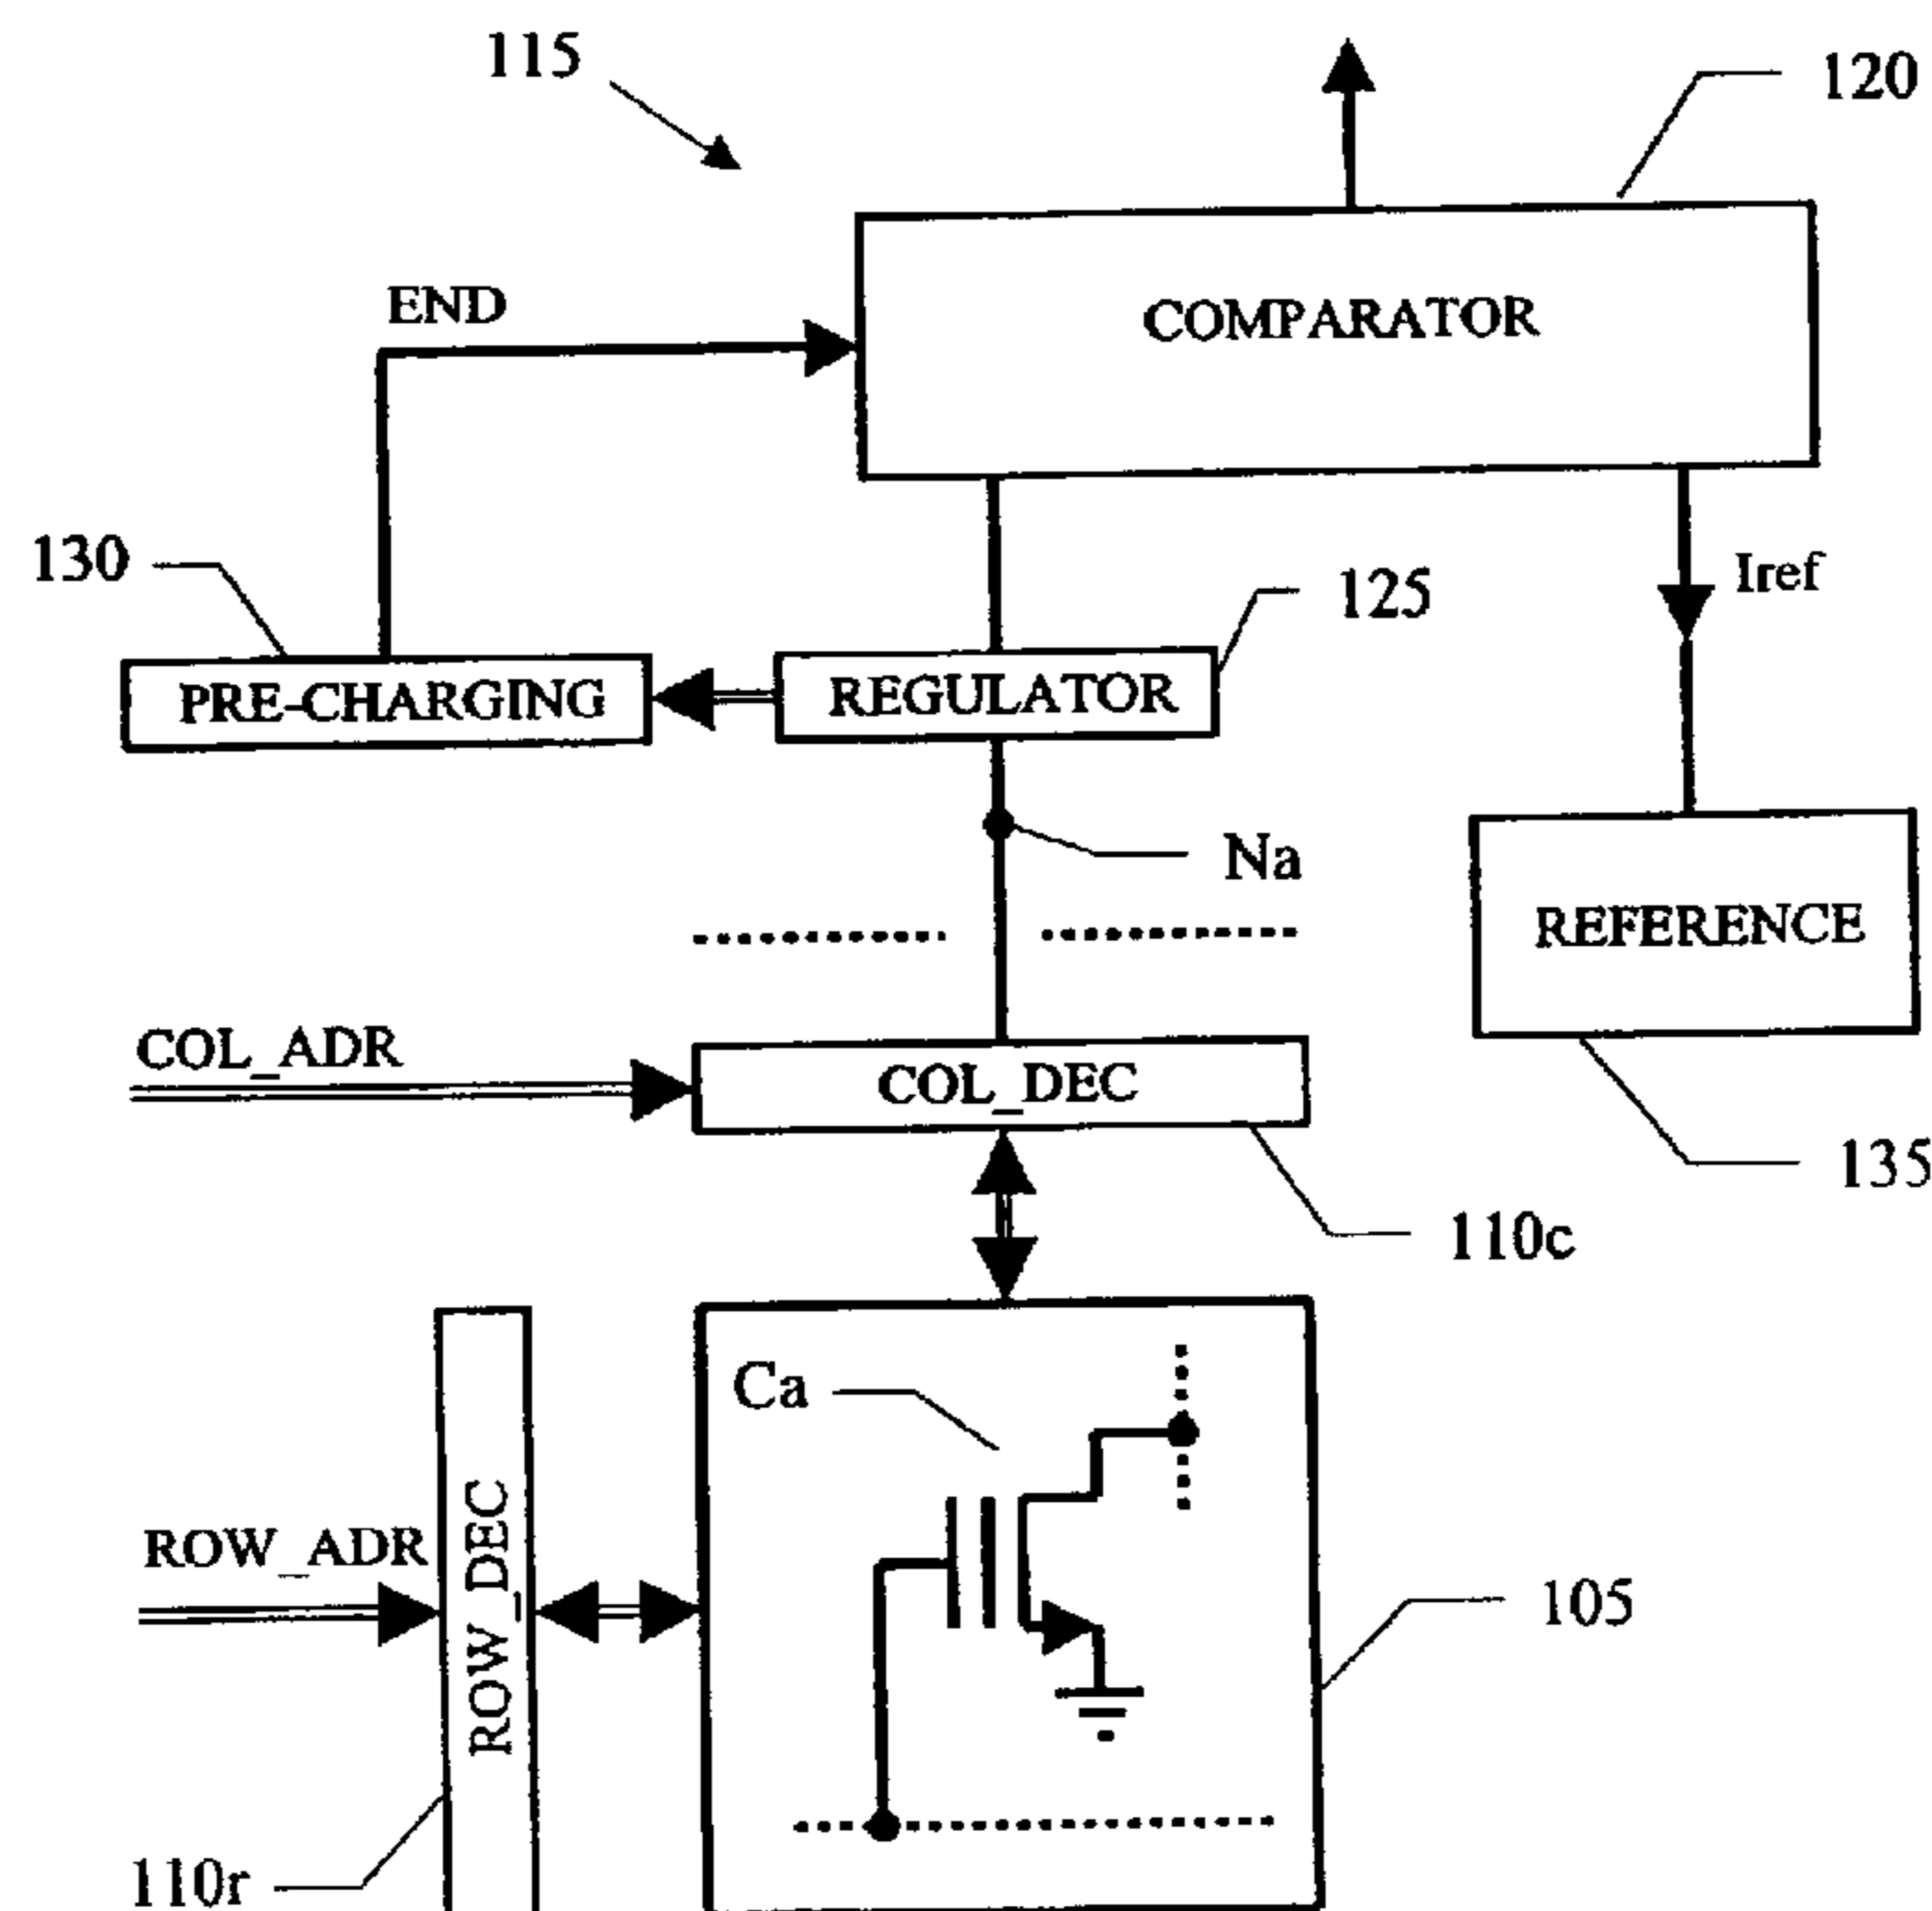 115
120
END
COMPARATOR
130
125
Iref
PRE-CHARGING
REGULATOR
Na
REFERENCE
COL_ADR
COL_DEC
135
110c
Ca
ROW_ADR
ROW_DEC
105
110r